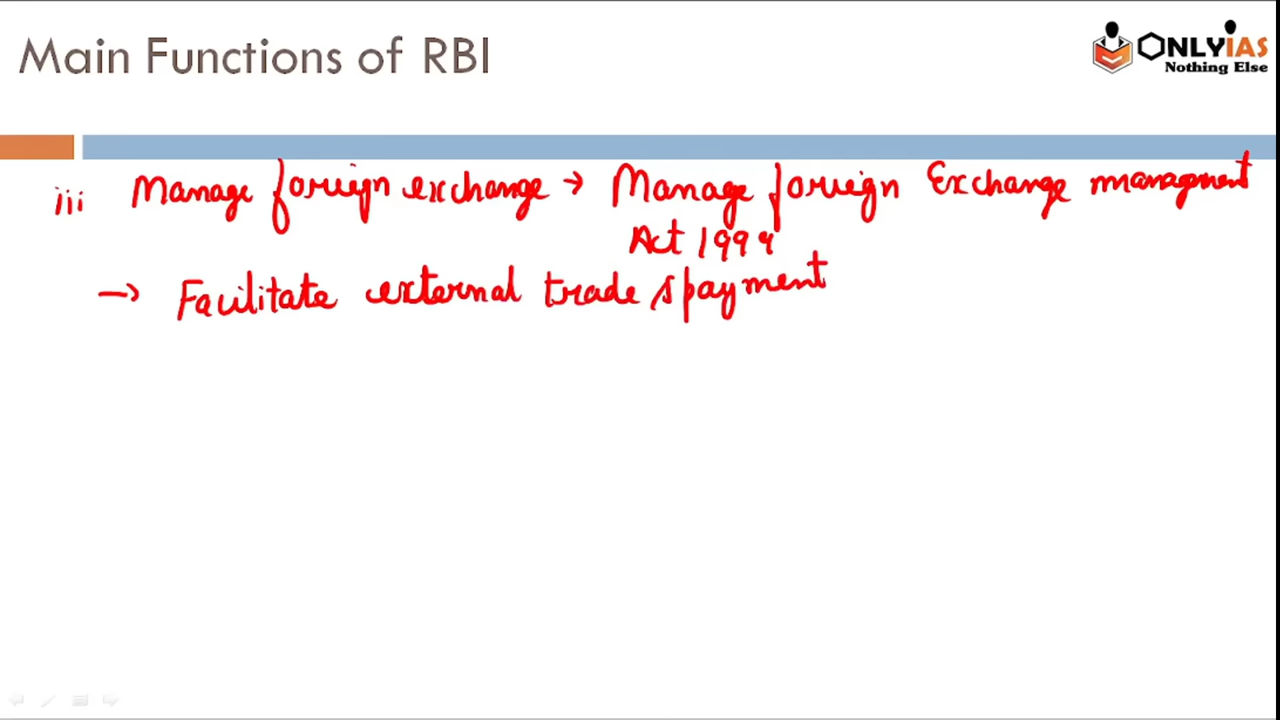 Main Functions of RBI
ONLYIAS
Nothing Else
iii Manage foreign exchange → Manage foreign Exchange managment
Act 1999
→ Facilitate external trade & payment